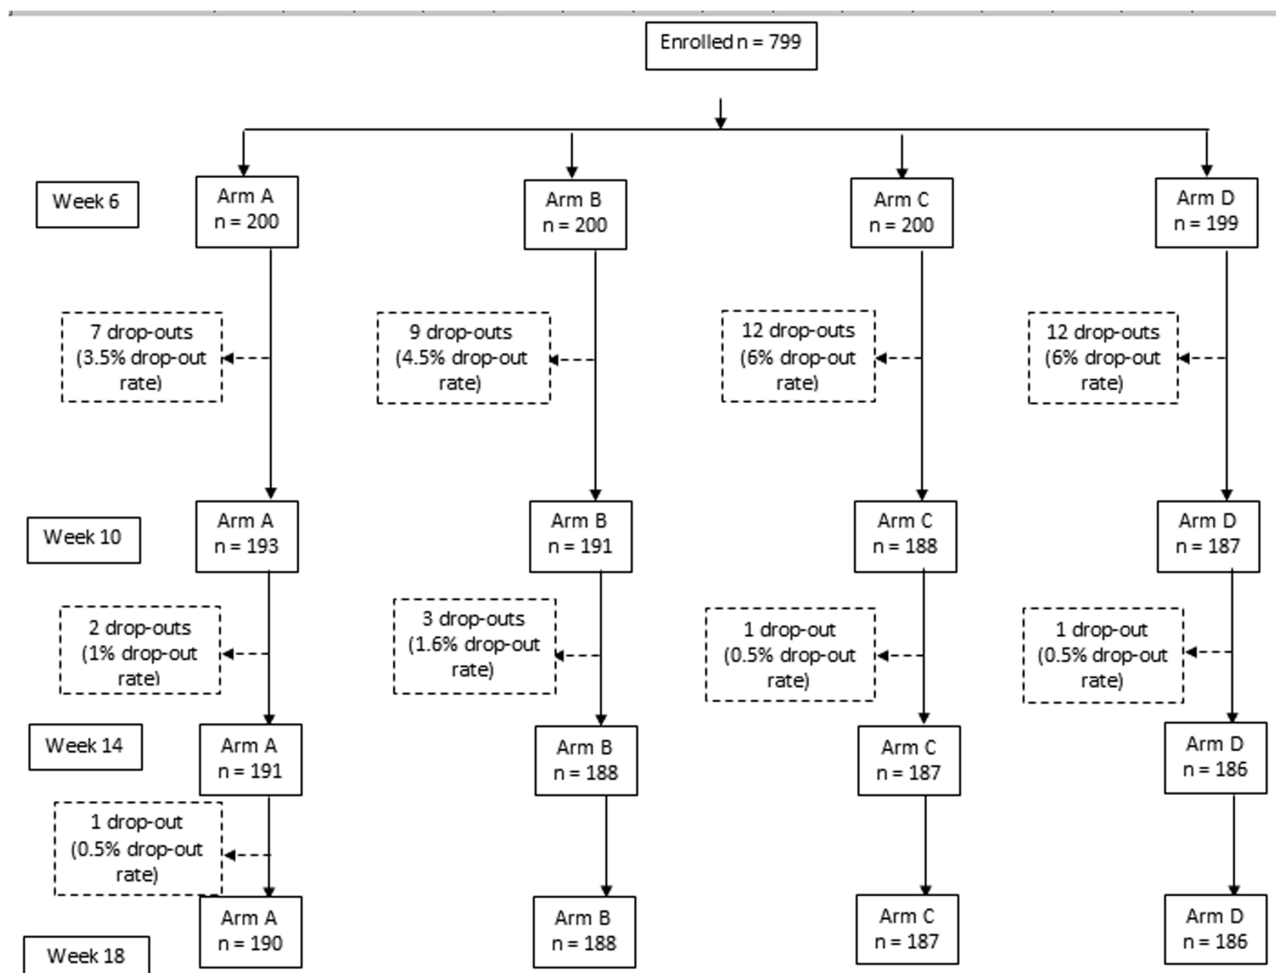 Enrolled n = 799
Week 6
Arm A
n = 200
Arm B
n = 200
Arm C
n = 200
Arm D
n = 199
7 drop-outs
(3.5% drop-out
rate)
9 drop-outs
(4.5% drop-out
rate)
12 drop-outs
(6% drop-out
rate)
12 drop-outs
(6% drop-out
rate)
Week 10
Arm A
n = 193
Arm B
n = 191
Arm C
n = 188
Arm D
n = 187
2 drop-outs
(1% drop-out
rate)
3 drop-outs
(1.6% drop-out
rate)
1 drop-out
(0.5% drop-out
rate)
1 drop-out
(0.5% drop-out
rate)
Week 14
Arm A
n = 191
Arm B
n = 188
Arm C
n = 187
Arm D
n = 186
1 drop-out
(0.5% drop-out
rate)
Week 18
Arm A
n = 190
Arm B
n = 188
Arm C
n = 187
Arm D
n = 186